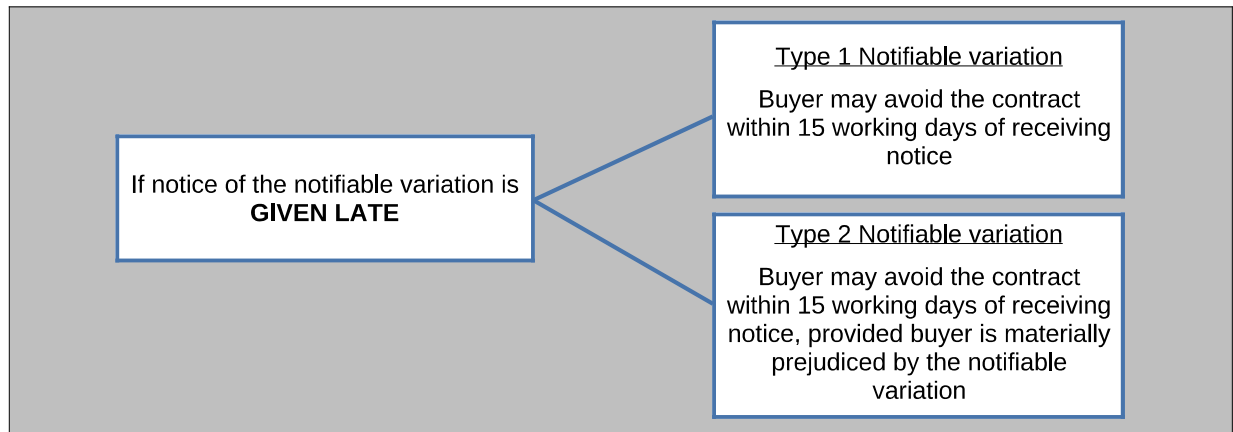 If notice of the notifiable variation is
GIVEN LATE
Type 1 Notifiable variation
Buyer may avoid the contract
within 15 working days of receiving
notice
Type 2 Notifiable variation
Buyer may avoid the contract
within 15 working days of receiving
notice, provided buyer is materially
prejudiced by the notifiable
variation